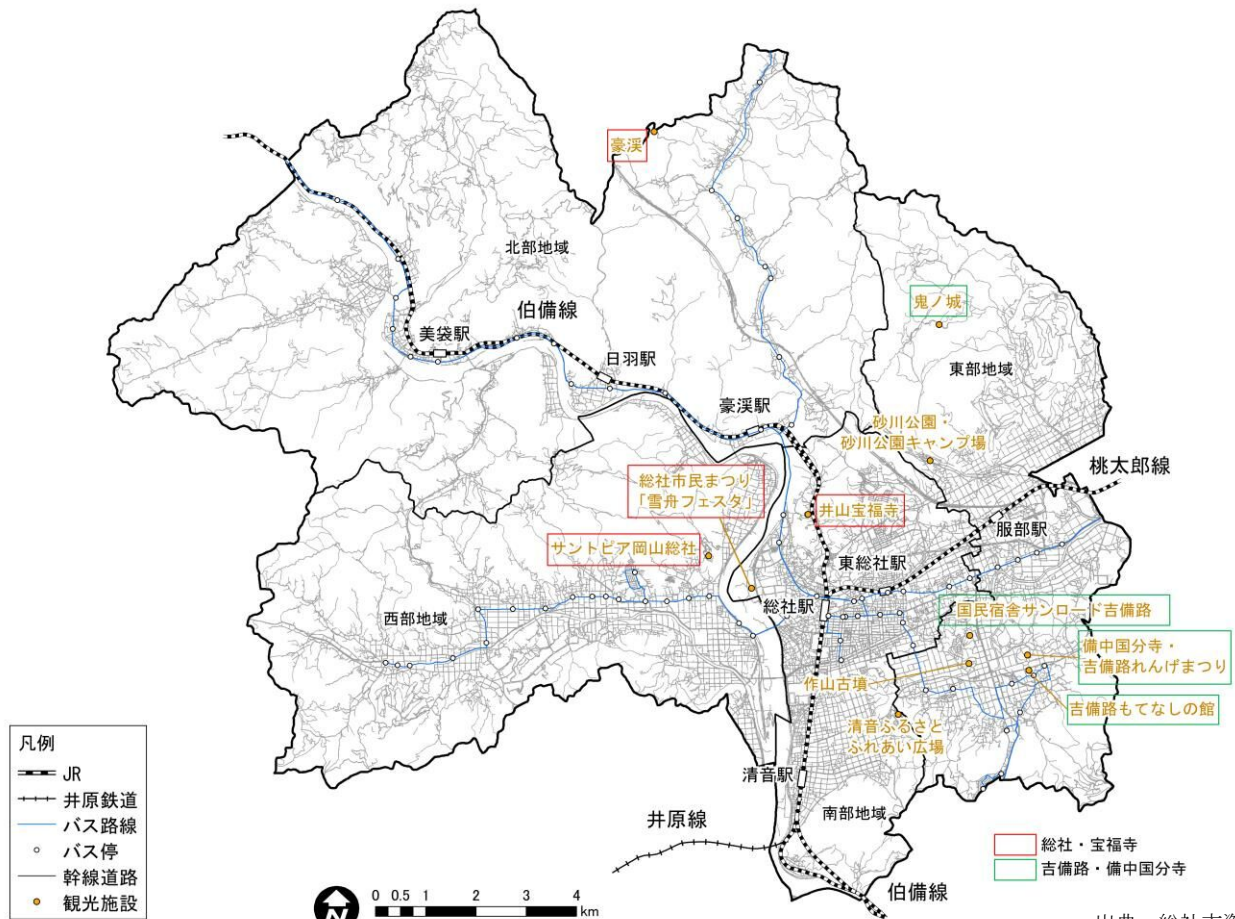 豪渓
北部地域
鬼ノ城
伯備線
美袋駅
日羽駅
東部地域
豪渓駅
砂川公園・
砂川公園キャンプ場
桃太郎線
総社市民まつり
「雪舟フェスタ」
井山宝福寺
服部駅
サントピア岡山総社
東総社駅
国民宿舎サンロード吉備路
総社駅
西部地域
備中国分寺・
吉備路れんげまつり
作山古墳
吉備路もてなしの館
清音ふるさと
ふれあい広場
清音駅
南部地域
井原線
伯備線
凡例
JR
井原鉄道
バス路線
バス停
幹線道路
観光施設
N
0 0.5 1 2 3 4
km
総社・宝福寺
吉備路・備中国分寺